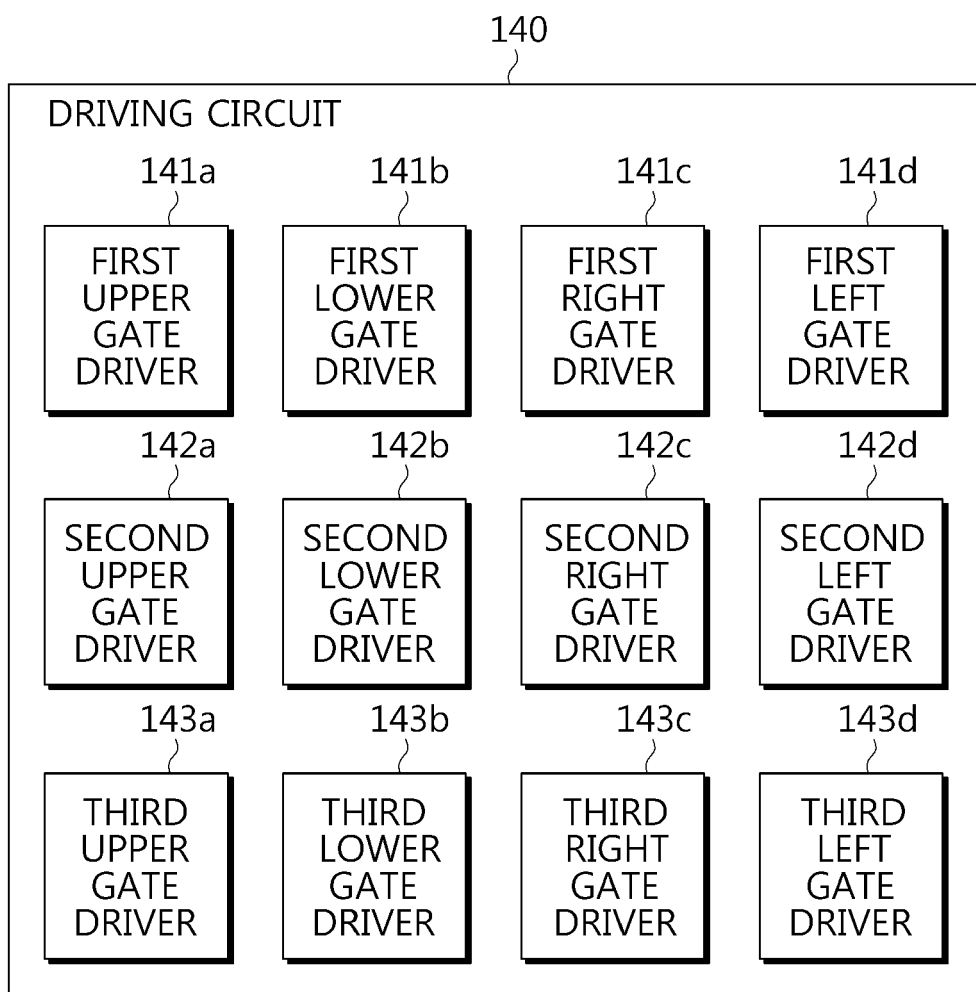 140
DRIVING CIRCUIT
141a 141b 141c 141d
FIRST UPPER GATE DRIVER
FIRST LOWER GATE DRIVER
FIRST RIGHT GATE DRIVER
FIRST LEFT GATE DRIVER
142a 142b 142c 142d
SECOND UPPER GATE DRIVER
SECOND LOWER GATE DRIVER
SECOND RIGHT GATE DRIVER
SECOND LEFT GATE DRIVER
143a 143b 143c 143d
THIRD UPPER GATE DRIVER
THIRD LOWER GATE DRIVER
THIRD RIGHT GATE DRIVER
THIRD LEFT GATE DRIVER